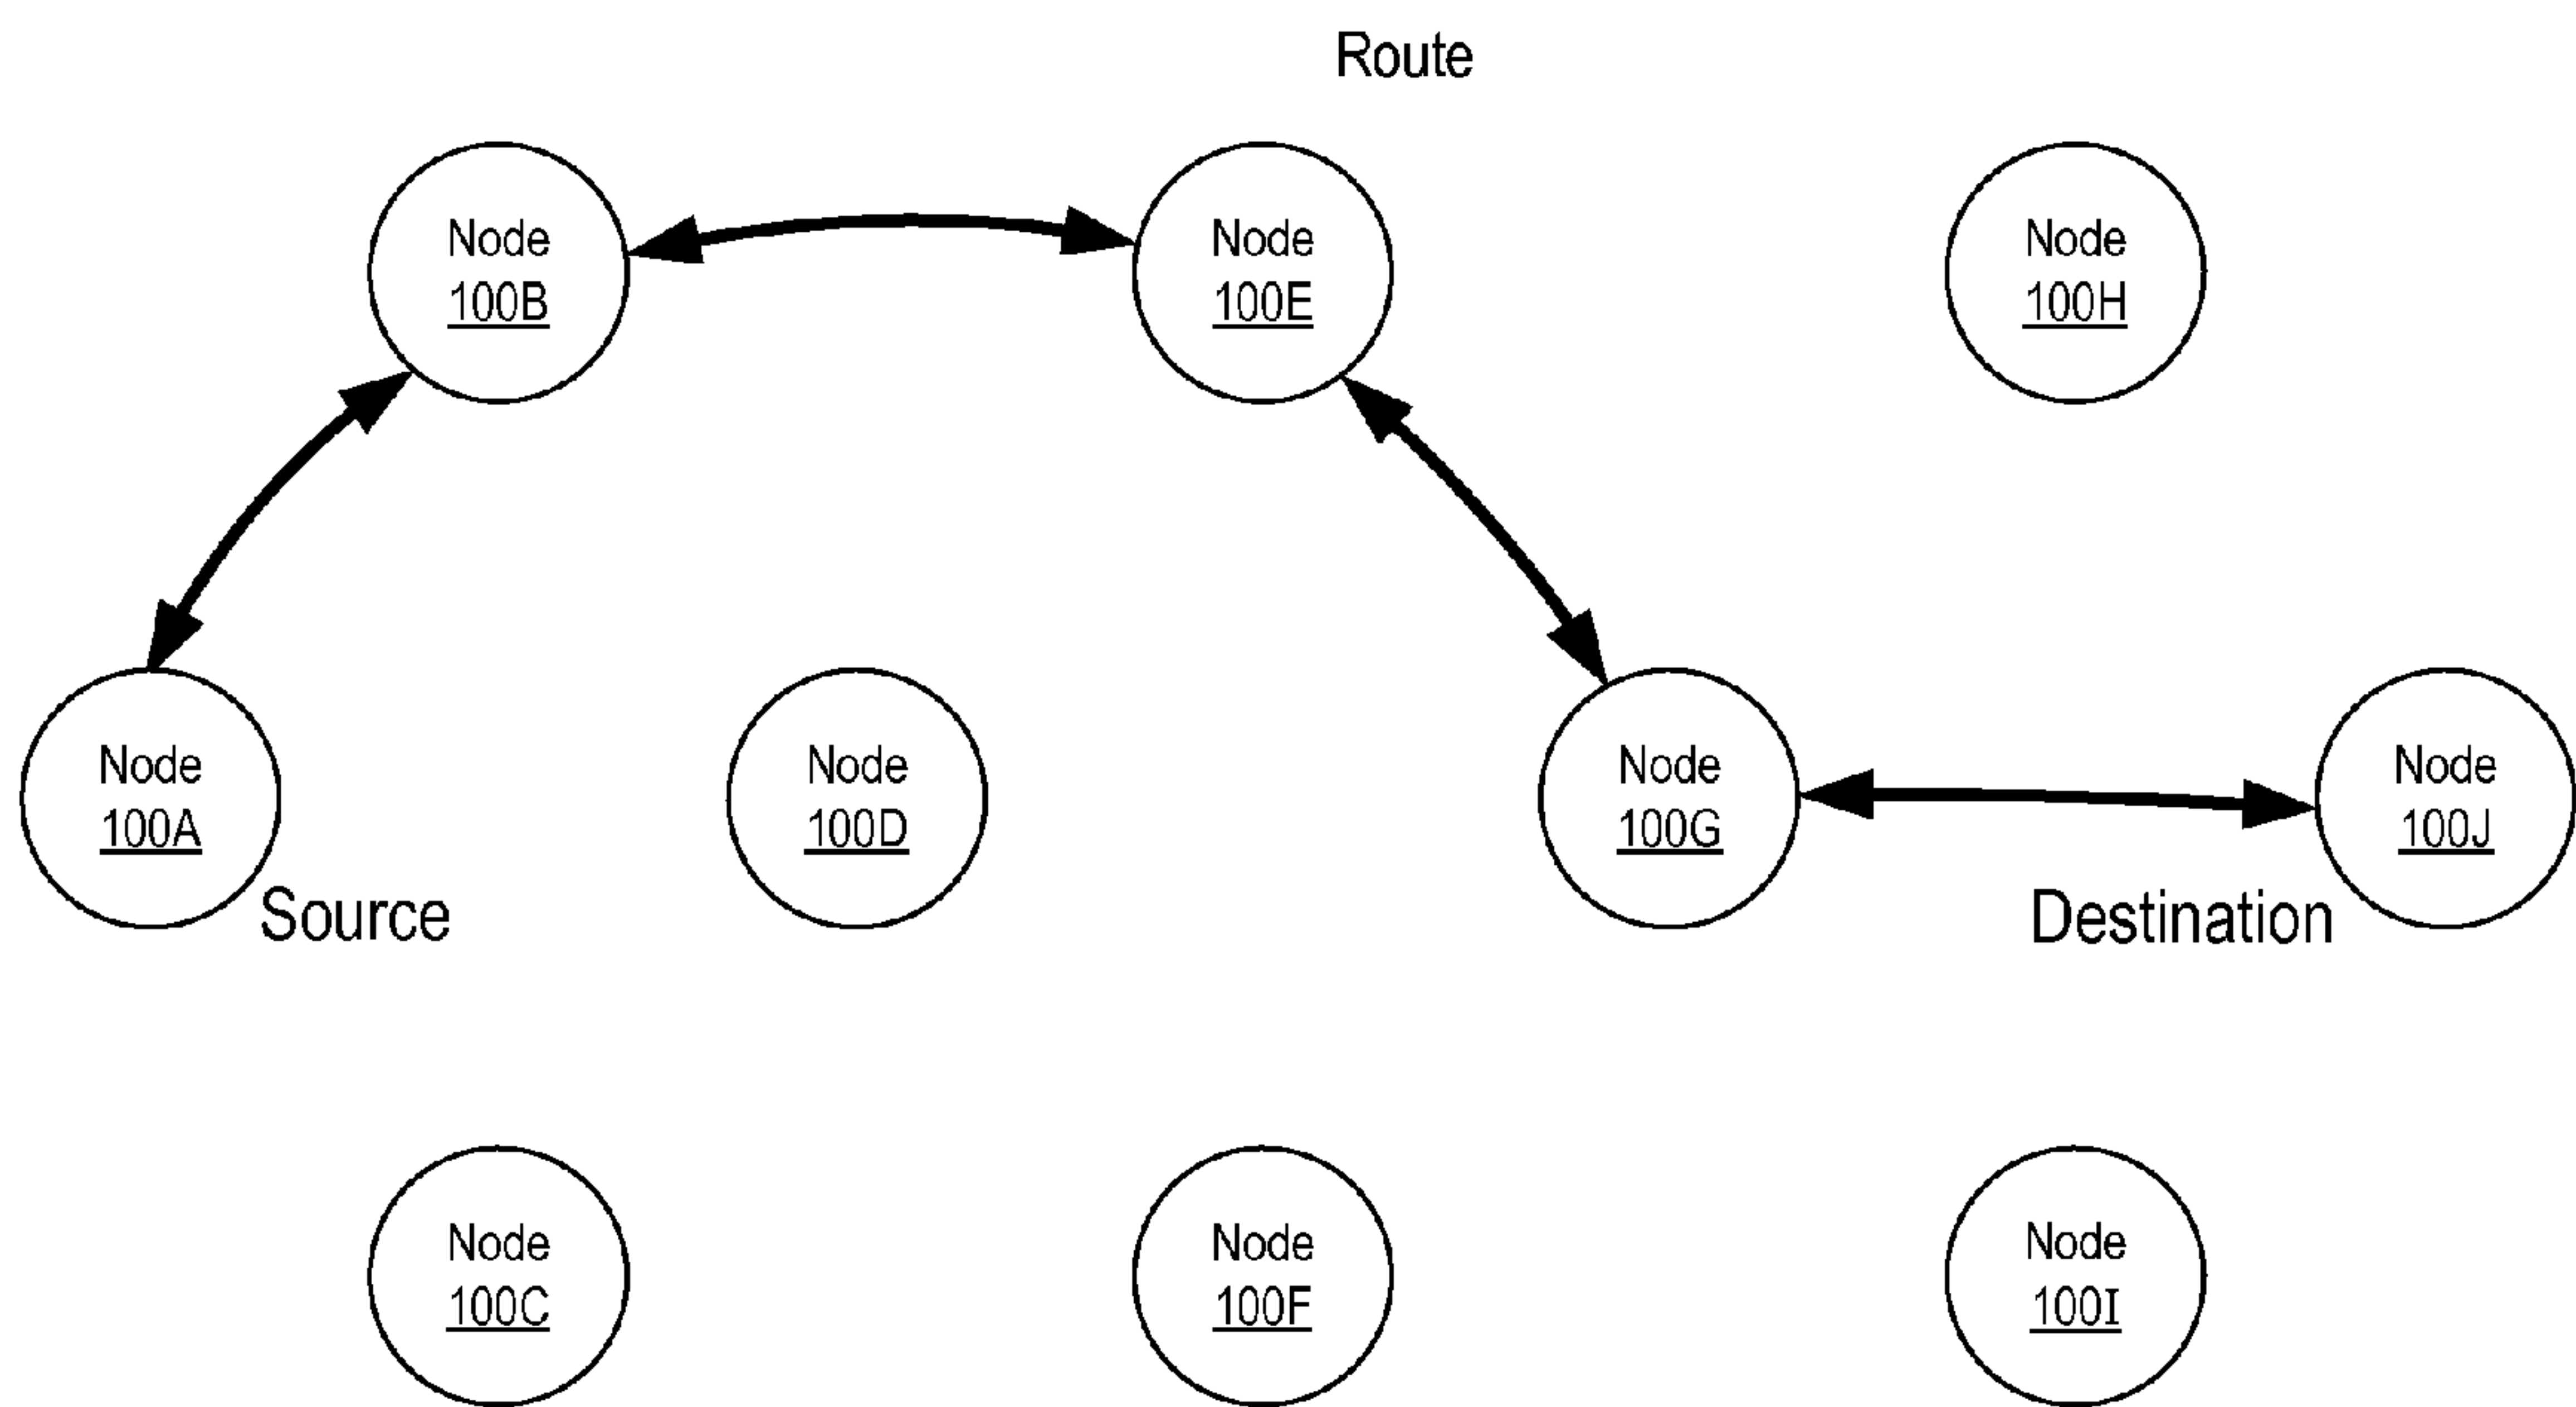 Route
Node
100B
Node
100E
Node
100H
Node
100A
Node
100D
Node
100G
Node
100J
Source
Destination
Node
100C
Node
100F
Node
100I